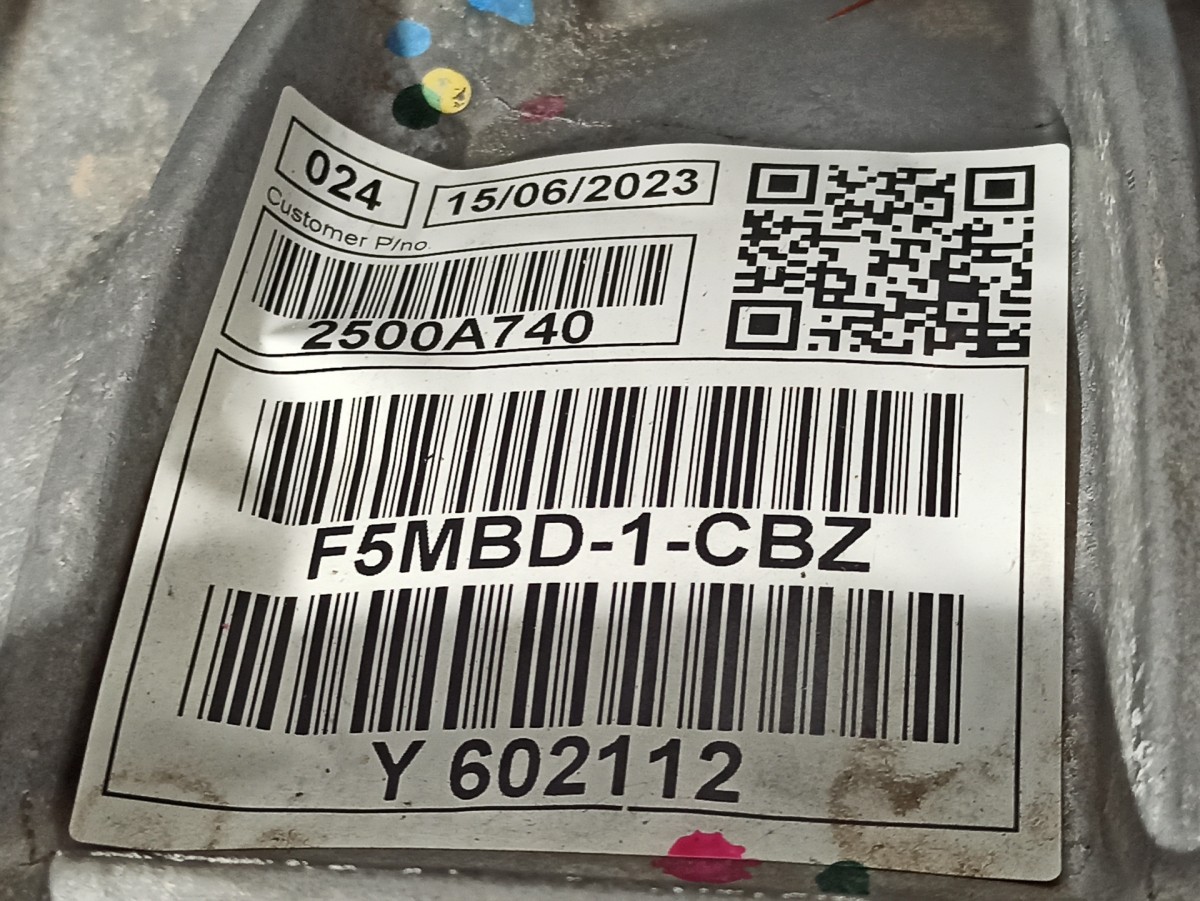 024 15/06/2023
Customer P/no.
2500A740
F5MBD-1-CBZ
Y 602112